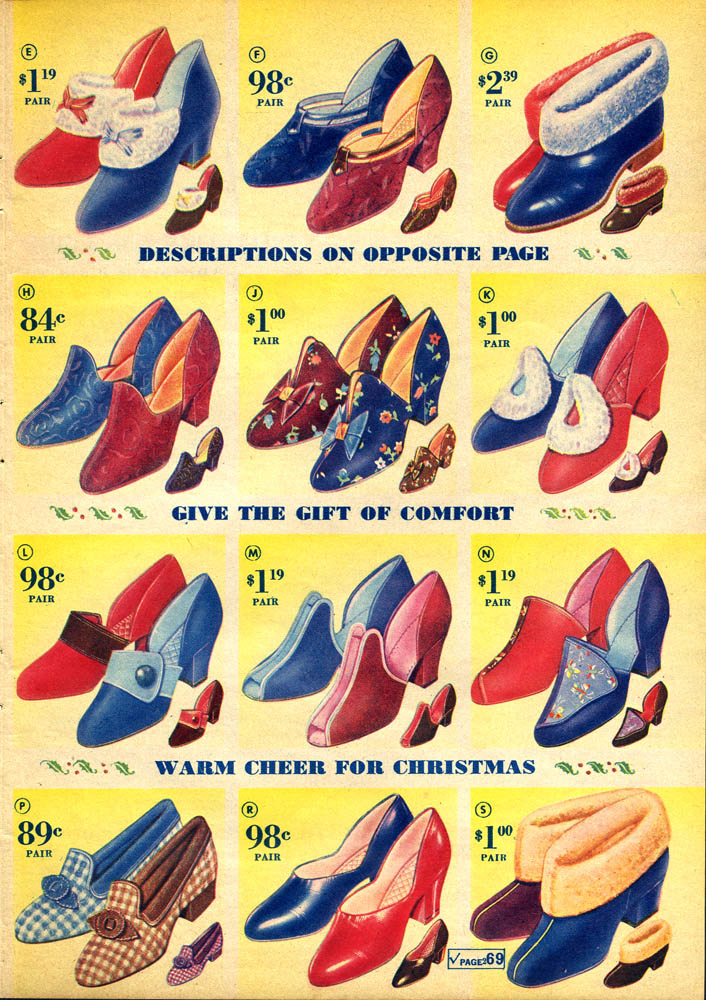 E
$1 19
PAIR
F
98c
PAIR
G
$2 39
PAIR
DESCRIPTIONS ON OPPOSITE PAGE
H
84c
PAIR
J
$1 00
PAIR
K
$1 00
PAIR
GIVE THE GIFT OF COMFORT
L
98c
PAIR
M
$1 19
PAIR
N
$1 19
PAIR
WARM CHEER FOR CHRISTMAS
P
89c
PAIR
R
98c
PAIR
S
$1 00
PAIR
√ PAGE 69